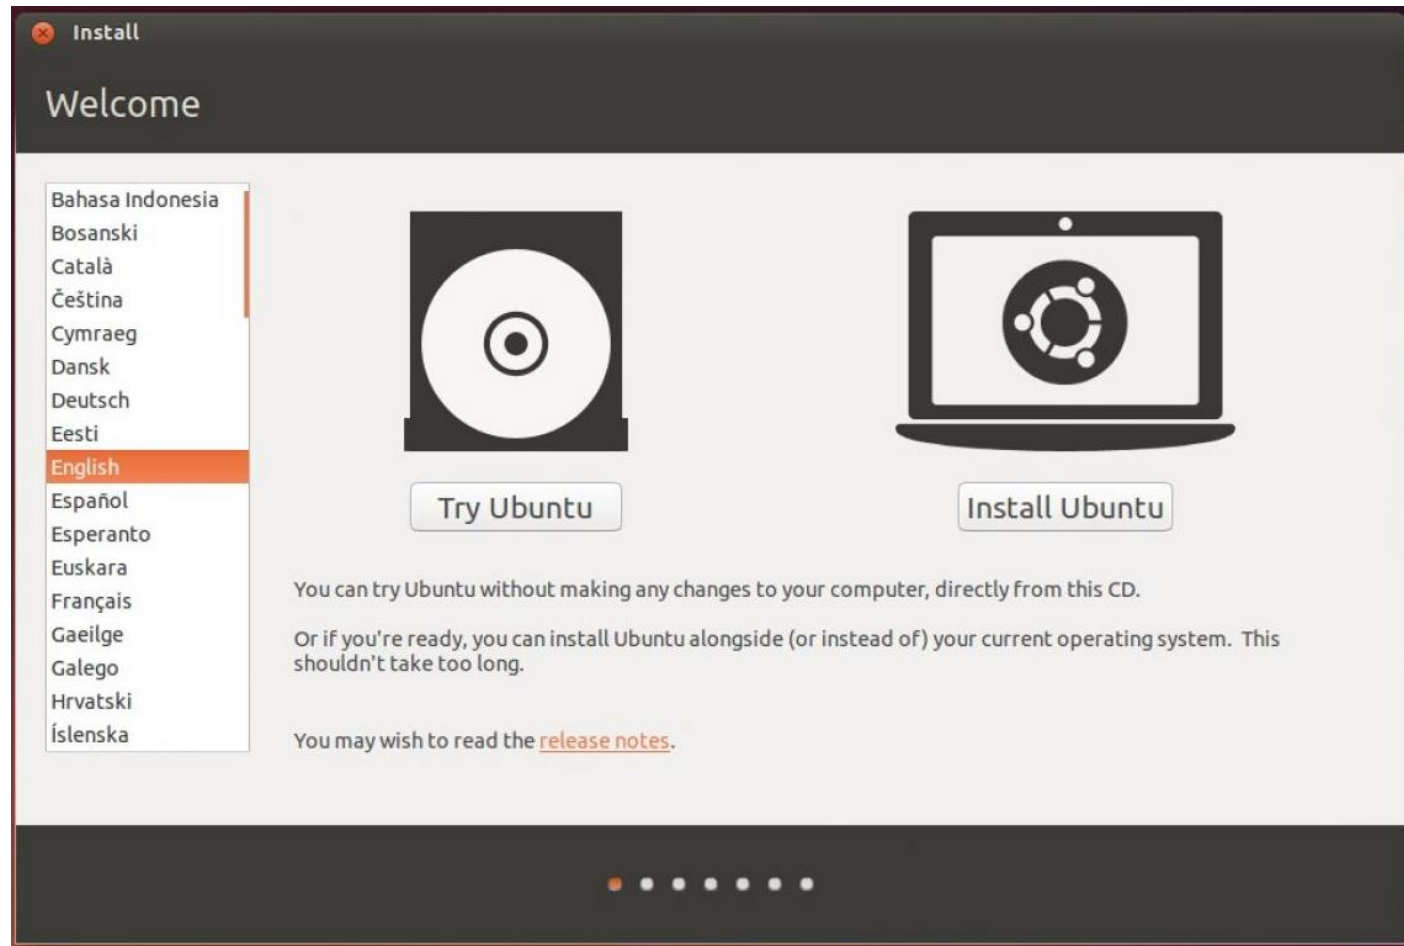 Install
Welcome
Bahasa Indonesia
Bosanski
Català
Čeština
Cymraeg
Dansk
Deutsch
Eesti
English
Español
Esperanto
Euskara
Français
Gaeilge
Galego
Hrvatski
Íslenska
Try Ubuntu
Install Ubuntu
You can try Ubuntu without making any changes to your computer, directly from this CD.
Or if you're ready, you can install Ubuntu alongside (or instead of) your current operating system. This
shouldn't take too long.
You may wish to read the release notes.